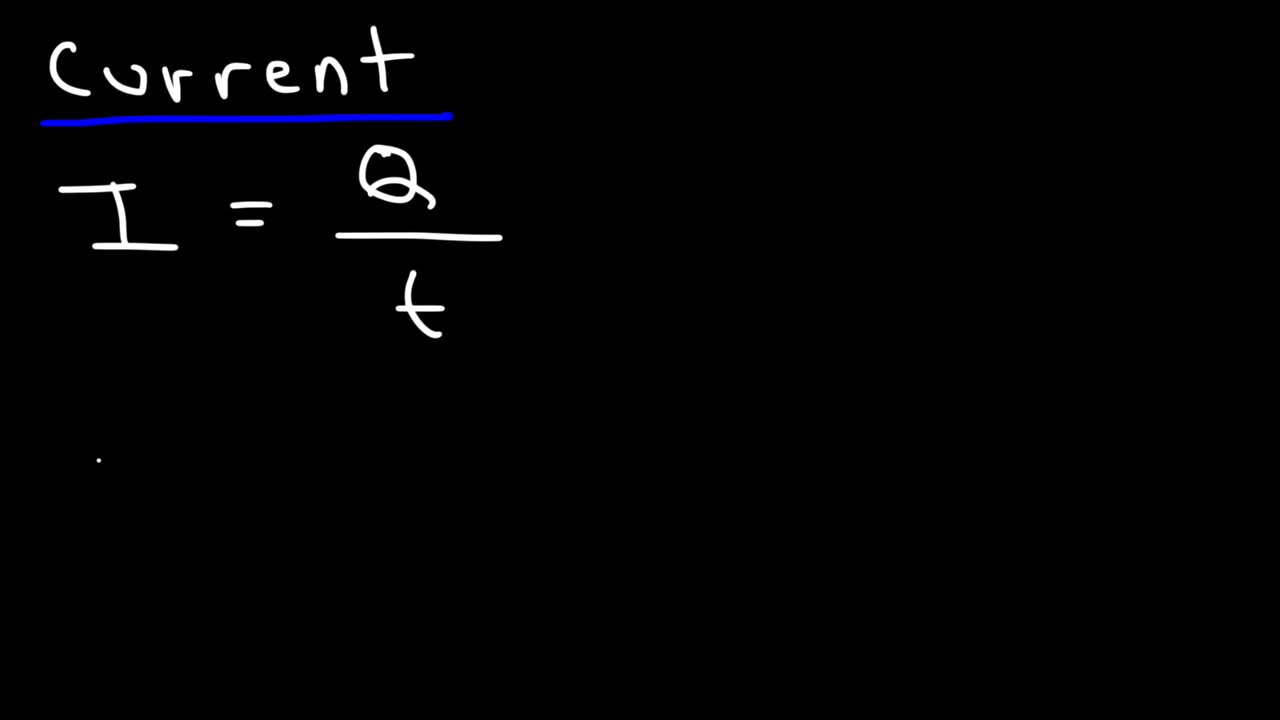 Current
I = Q/t